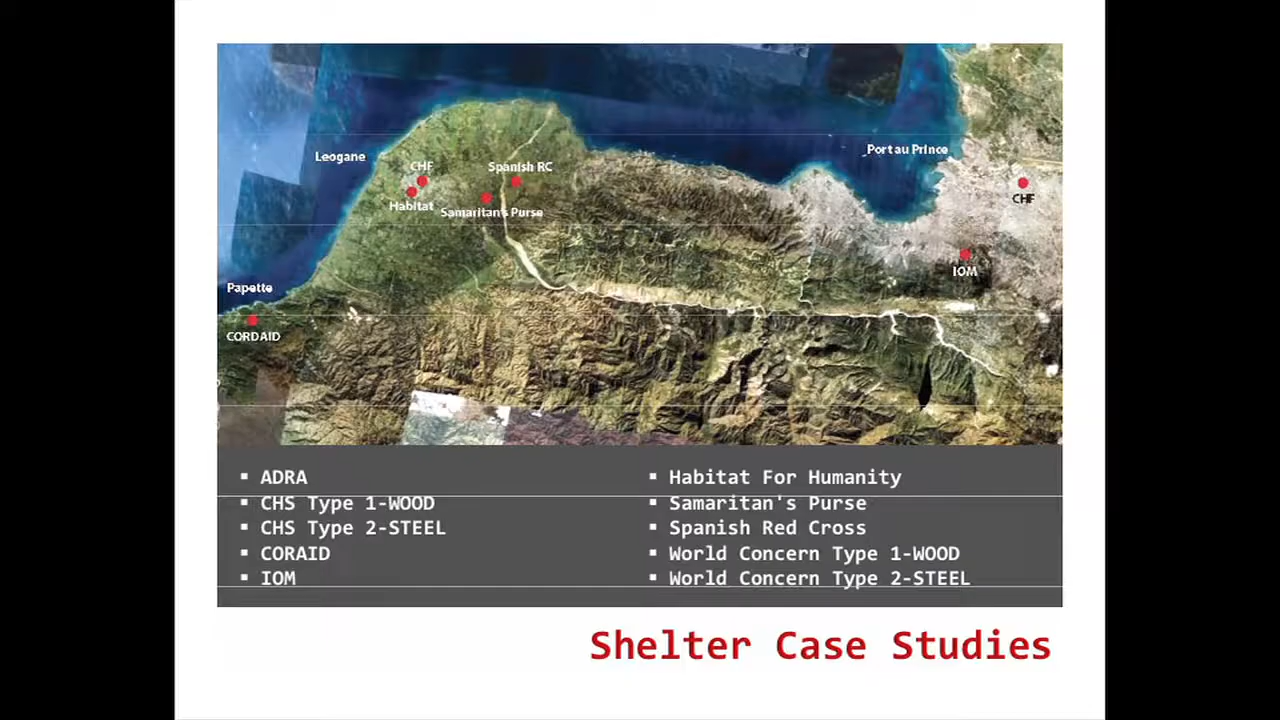 Leogane
CHF
Spanish RC
Habitat
Samaritan's Purse
Port au Prince
CHF
IOM
Papette
CORDAID
▪ ADRA
▪ CHS Type 1-WOOD
▪ CHS Type 2-STEEL
▪ CORAID
▪ IOM
▪ Habitat For Humanity
▪ Samaritan's Purse
▪ Spanish Red Cross
▪ World Concern Type 1-WOOD
▪ World Concern Type 2-STEEL
Shelter Case Studies